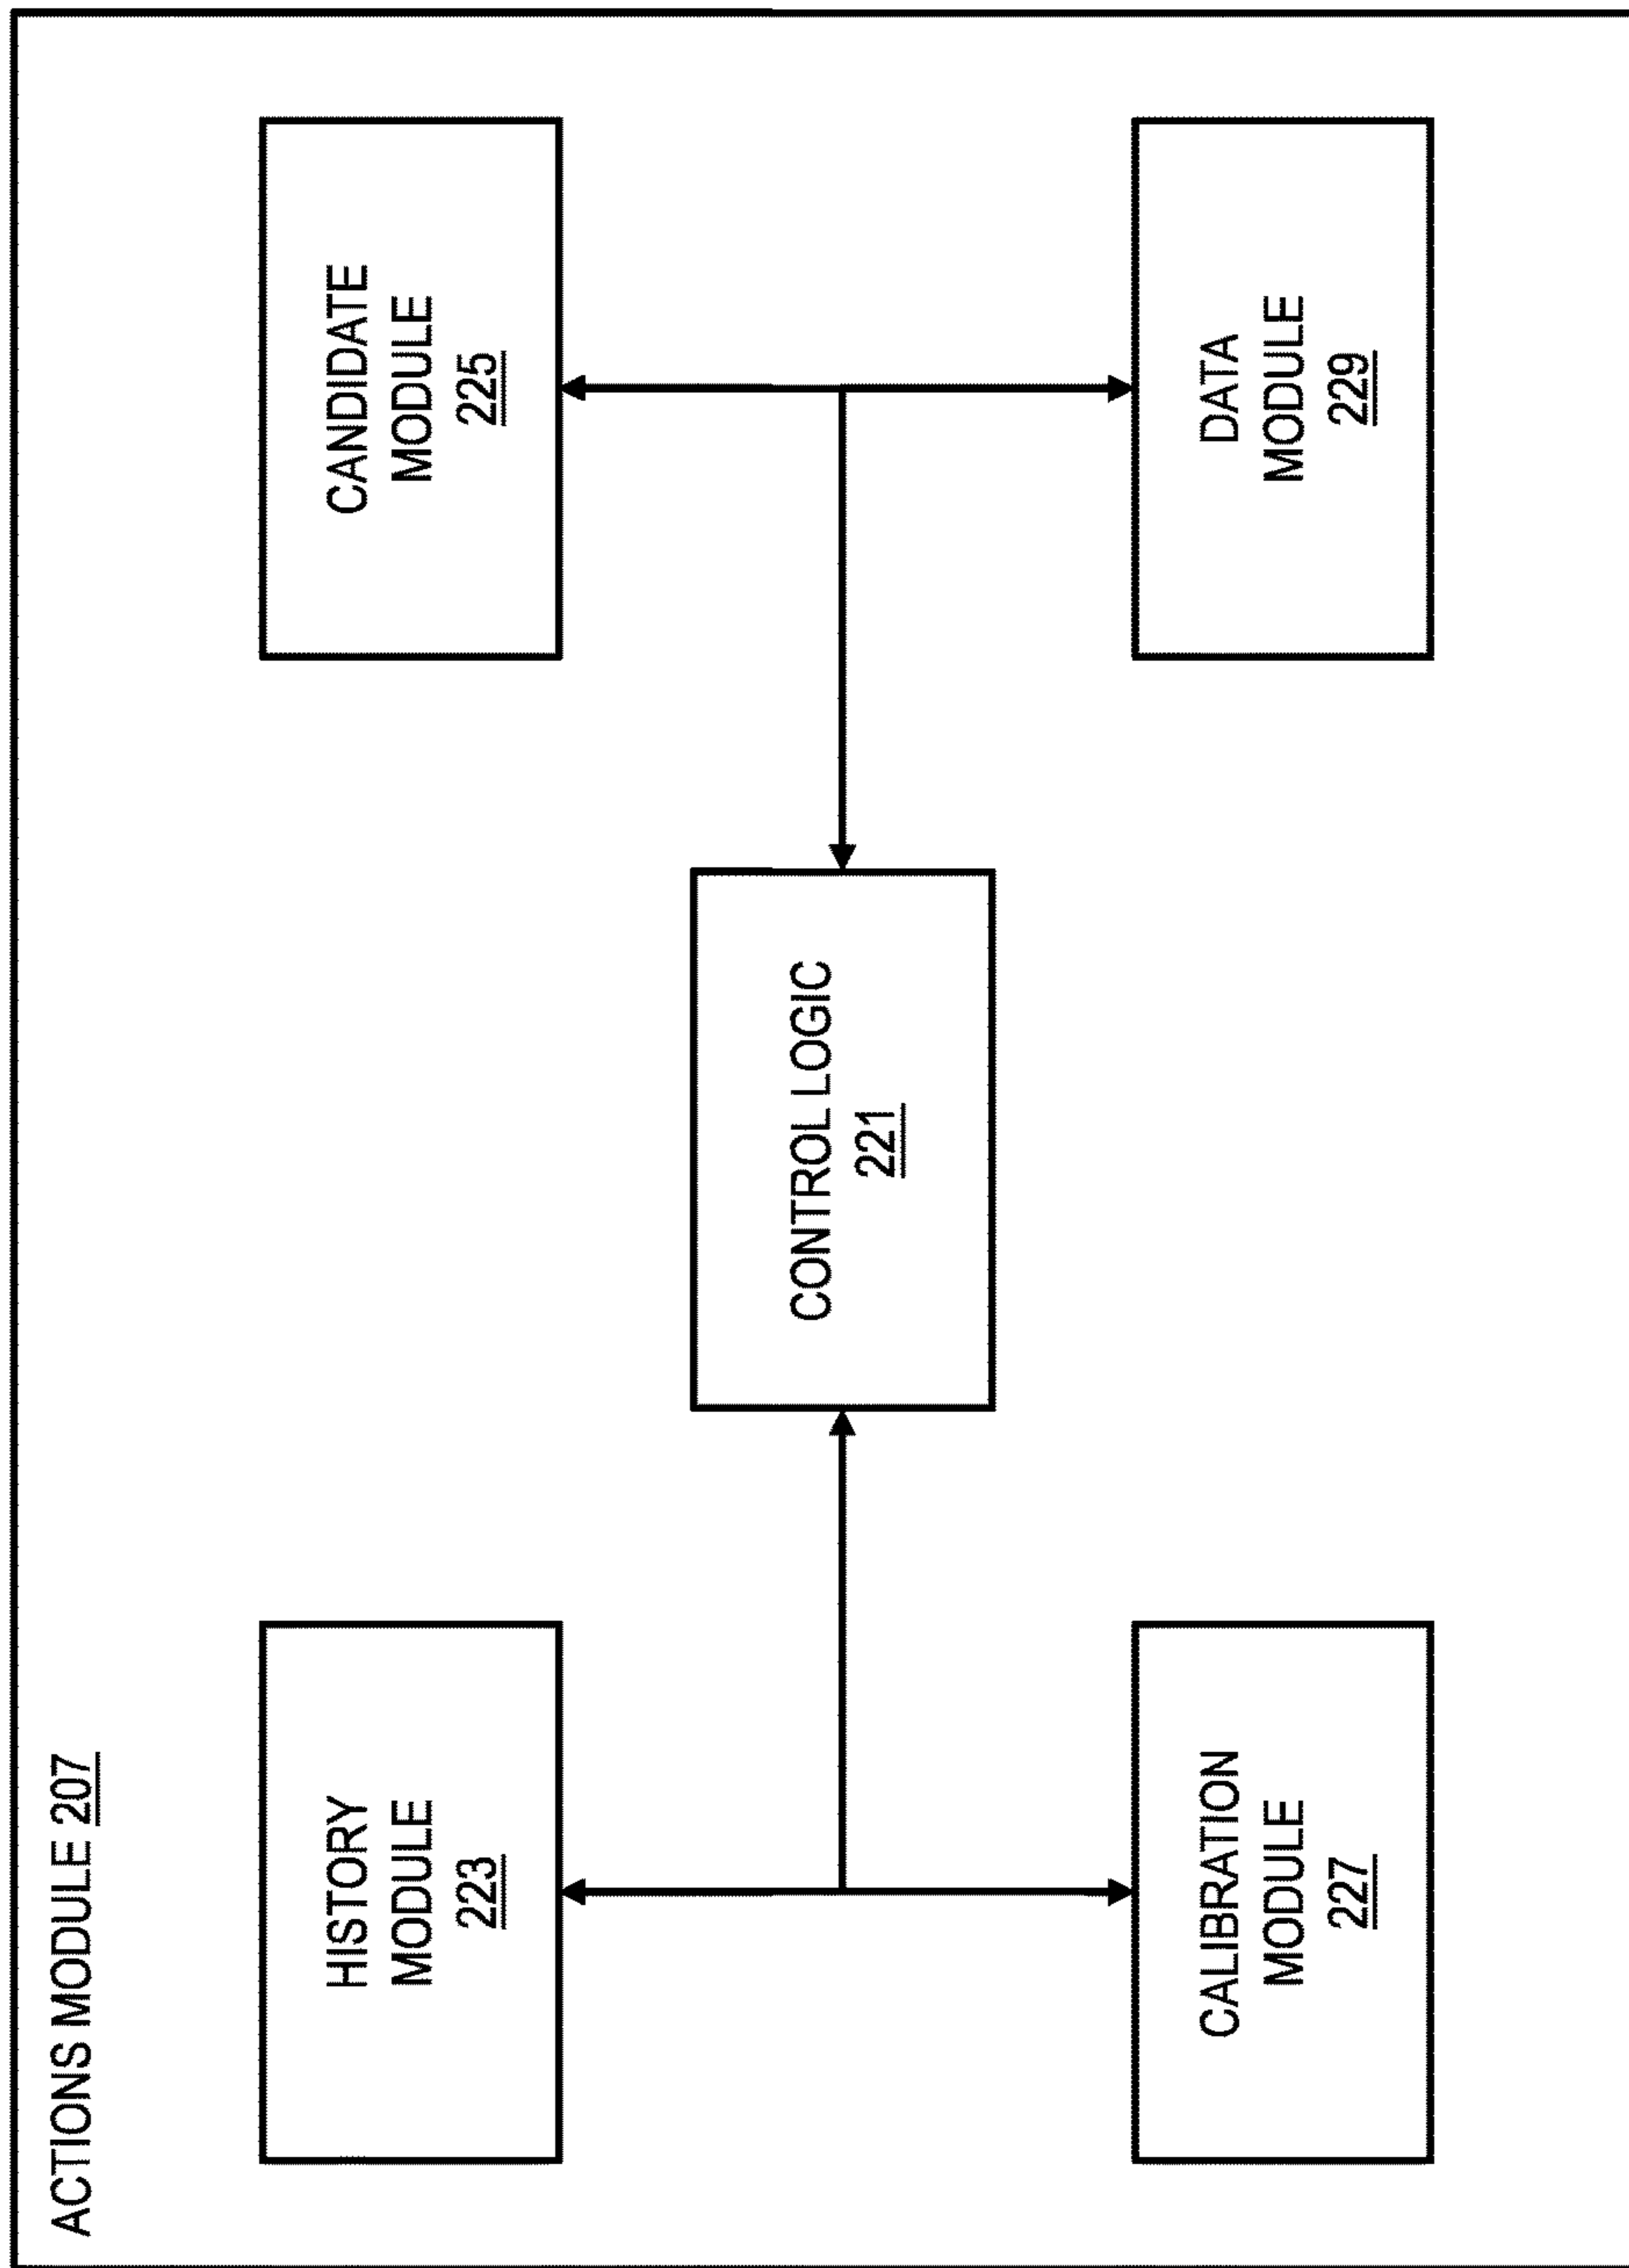 ACTIONS MODULE 207
HISTORY
MODULE
223
CANDIDATE
MODULE
225
CONTROL LOGIC
221
CALIBRATION
MODULE
227
DATA
MODULE
229